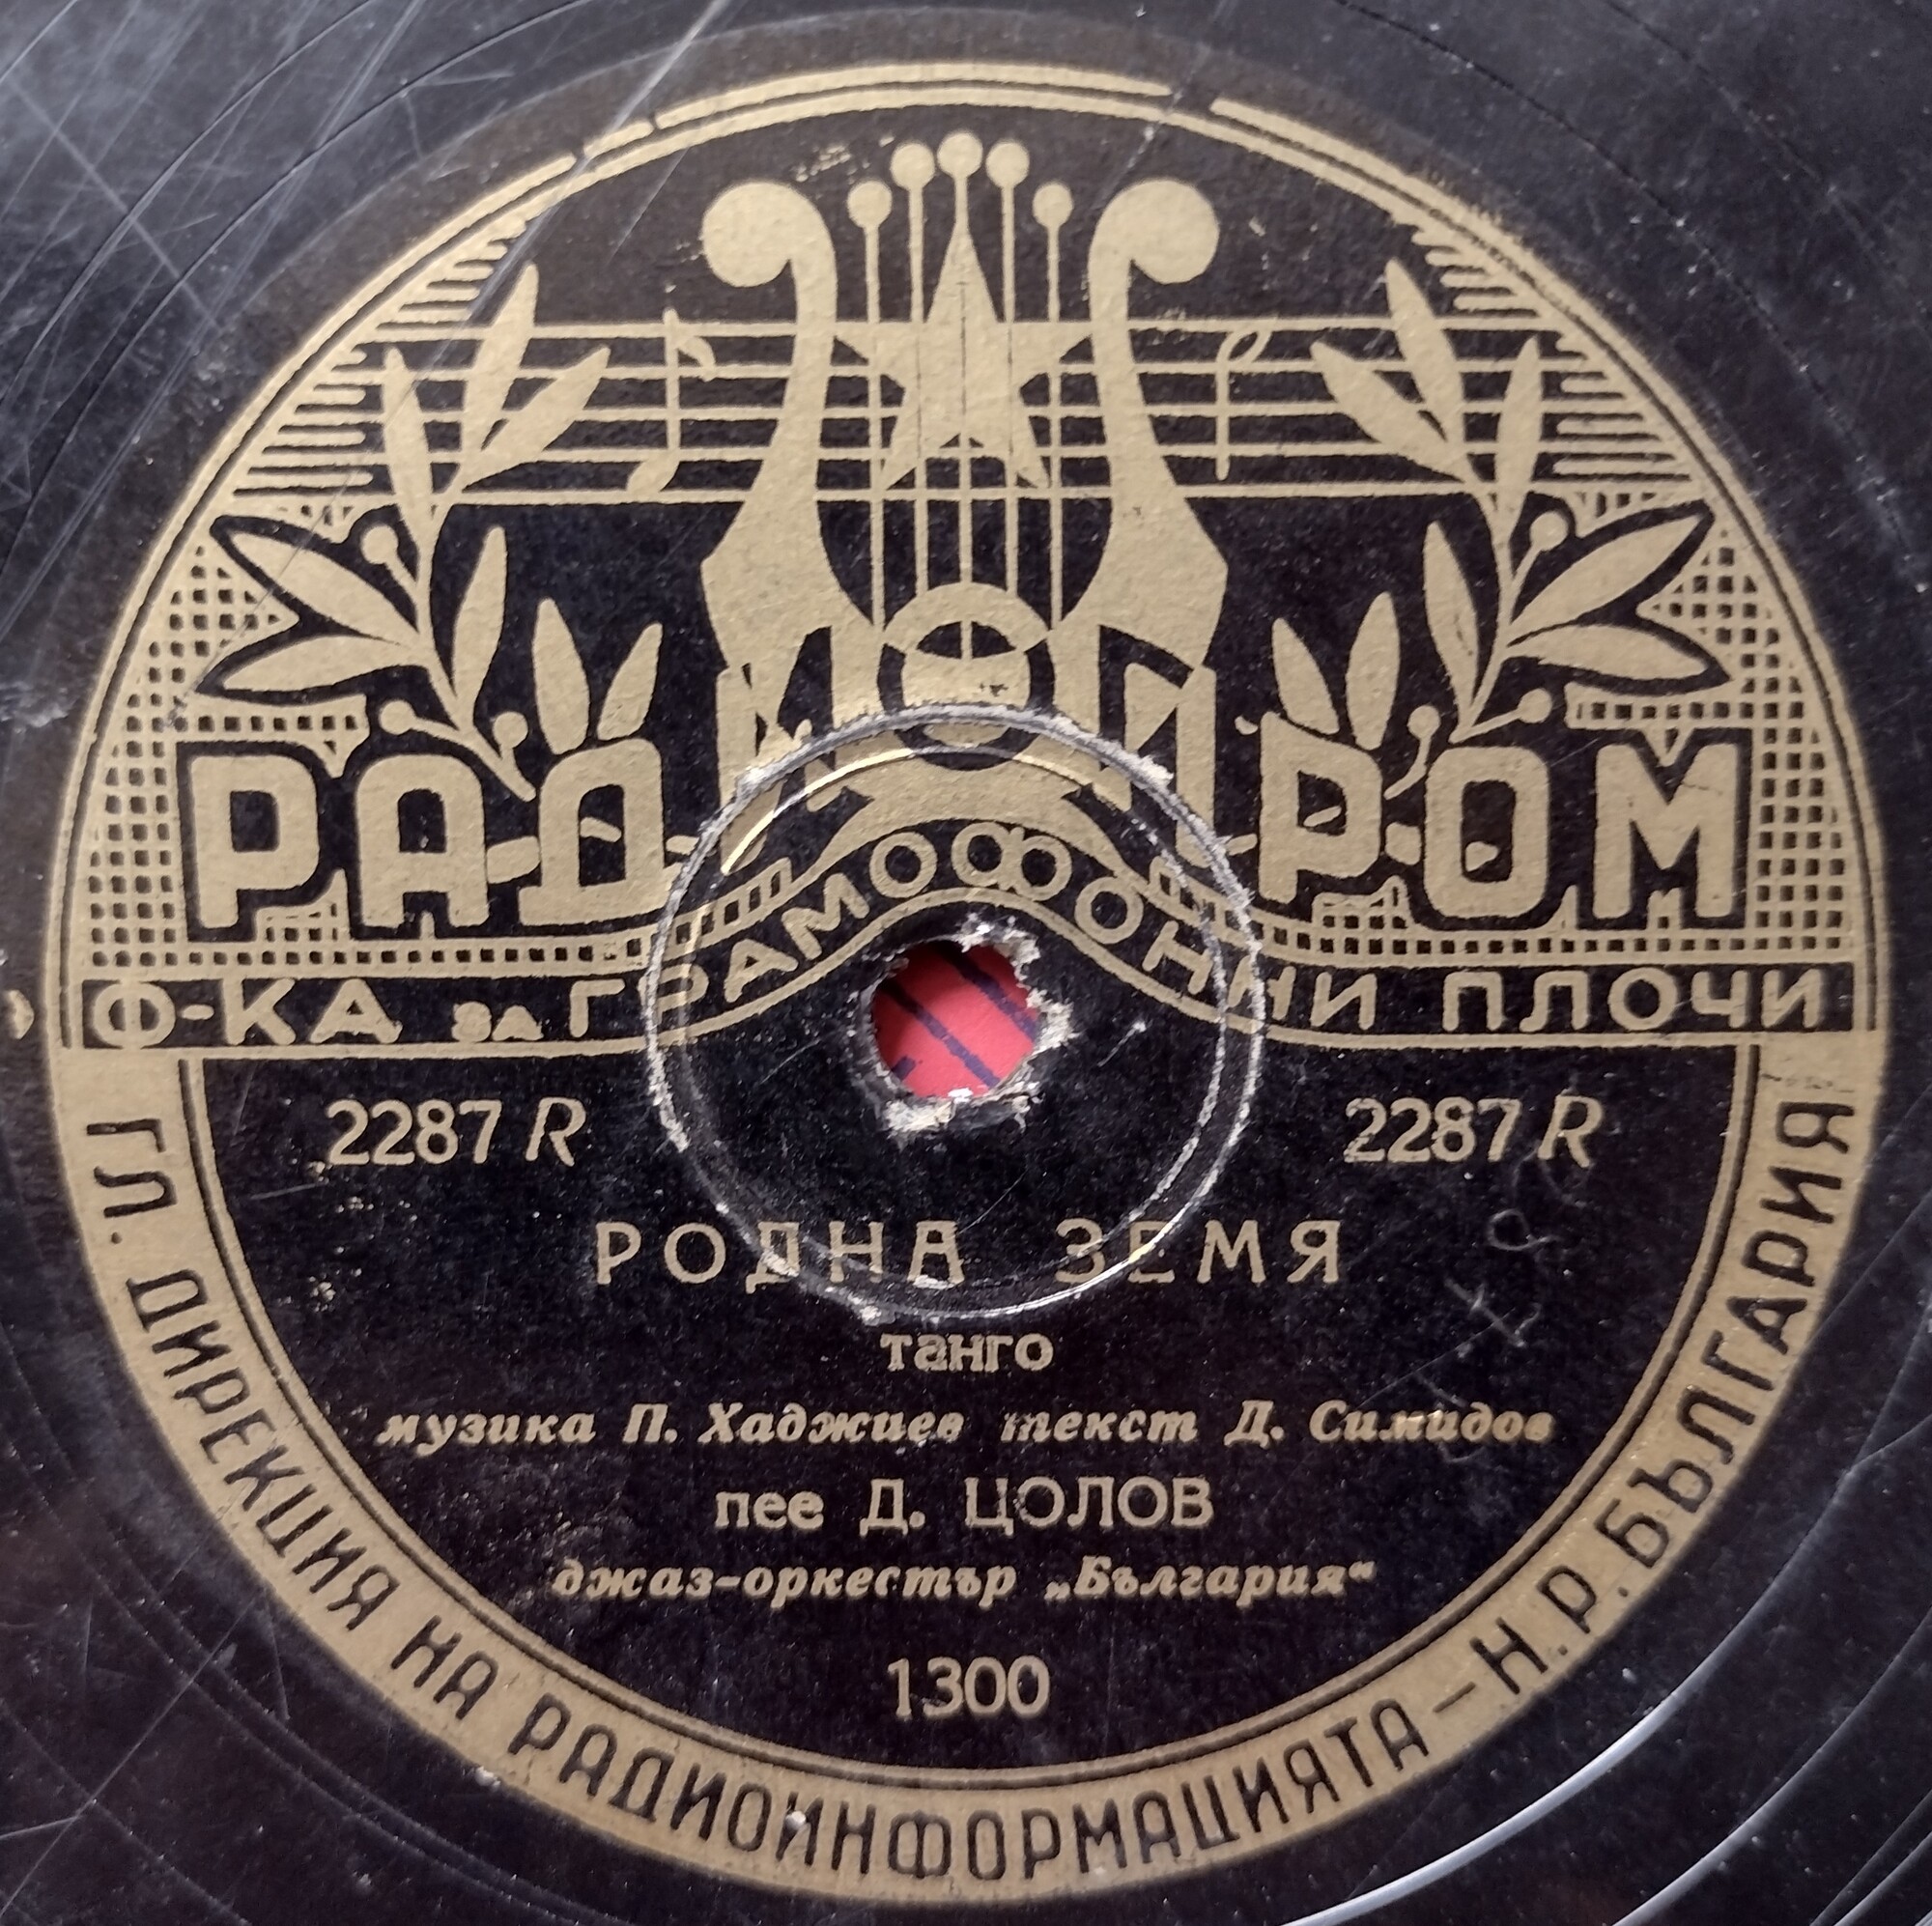 РАДИОПРОМ
Ф-КА за ГРАМОФОННИ ПЛОЧИ
2287 R 2287 R
РОДНА ЗЕМЯ
танго
музика П. Хаджиев текст Д. Симидов
пее Д. ЦОЛОВ
джаз-оркестър „България“
1300
ГЛ. ДИРЕКЦИЯ НА РАДИОИНФОРМАЦИЯТА – Н.Р. БЪЛГАРИЯ